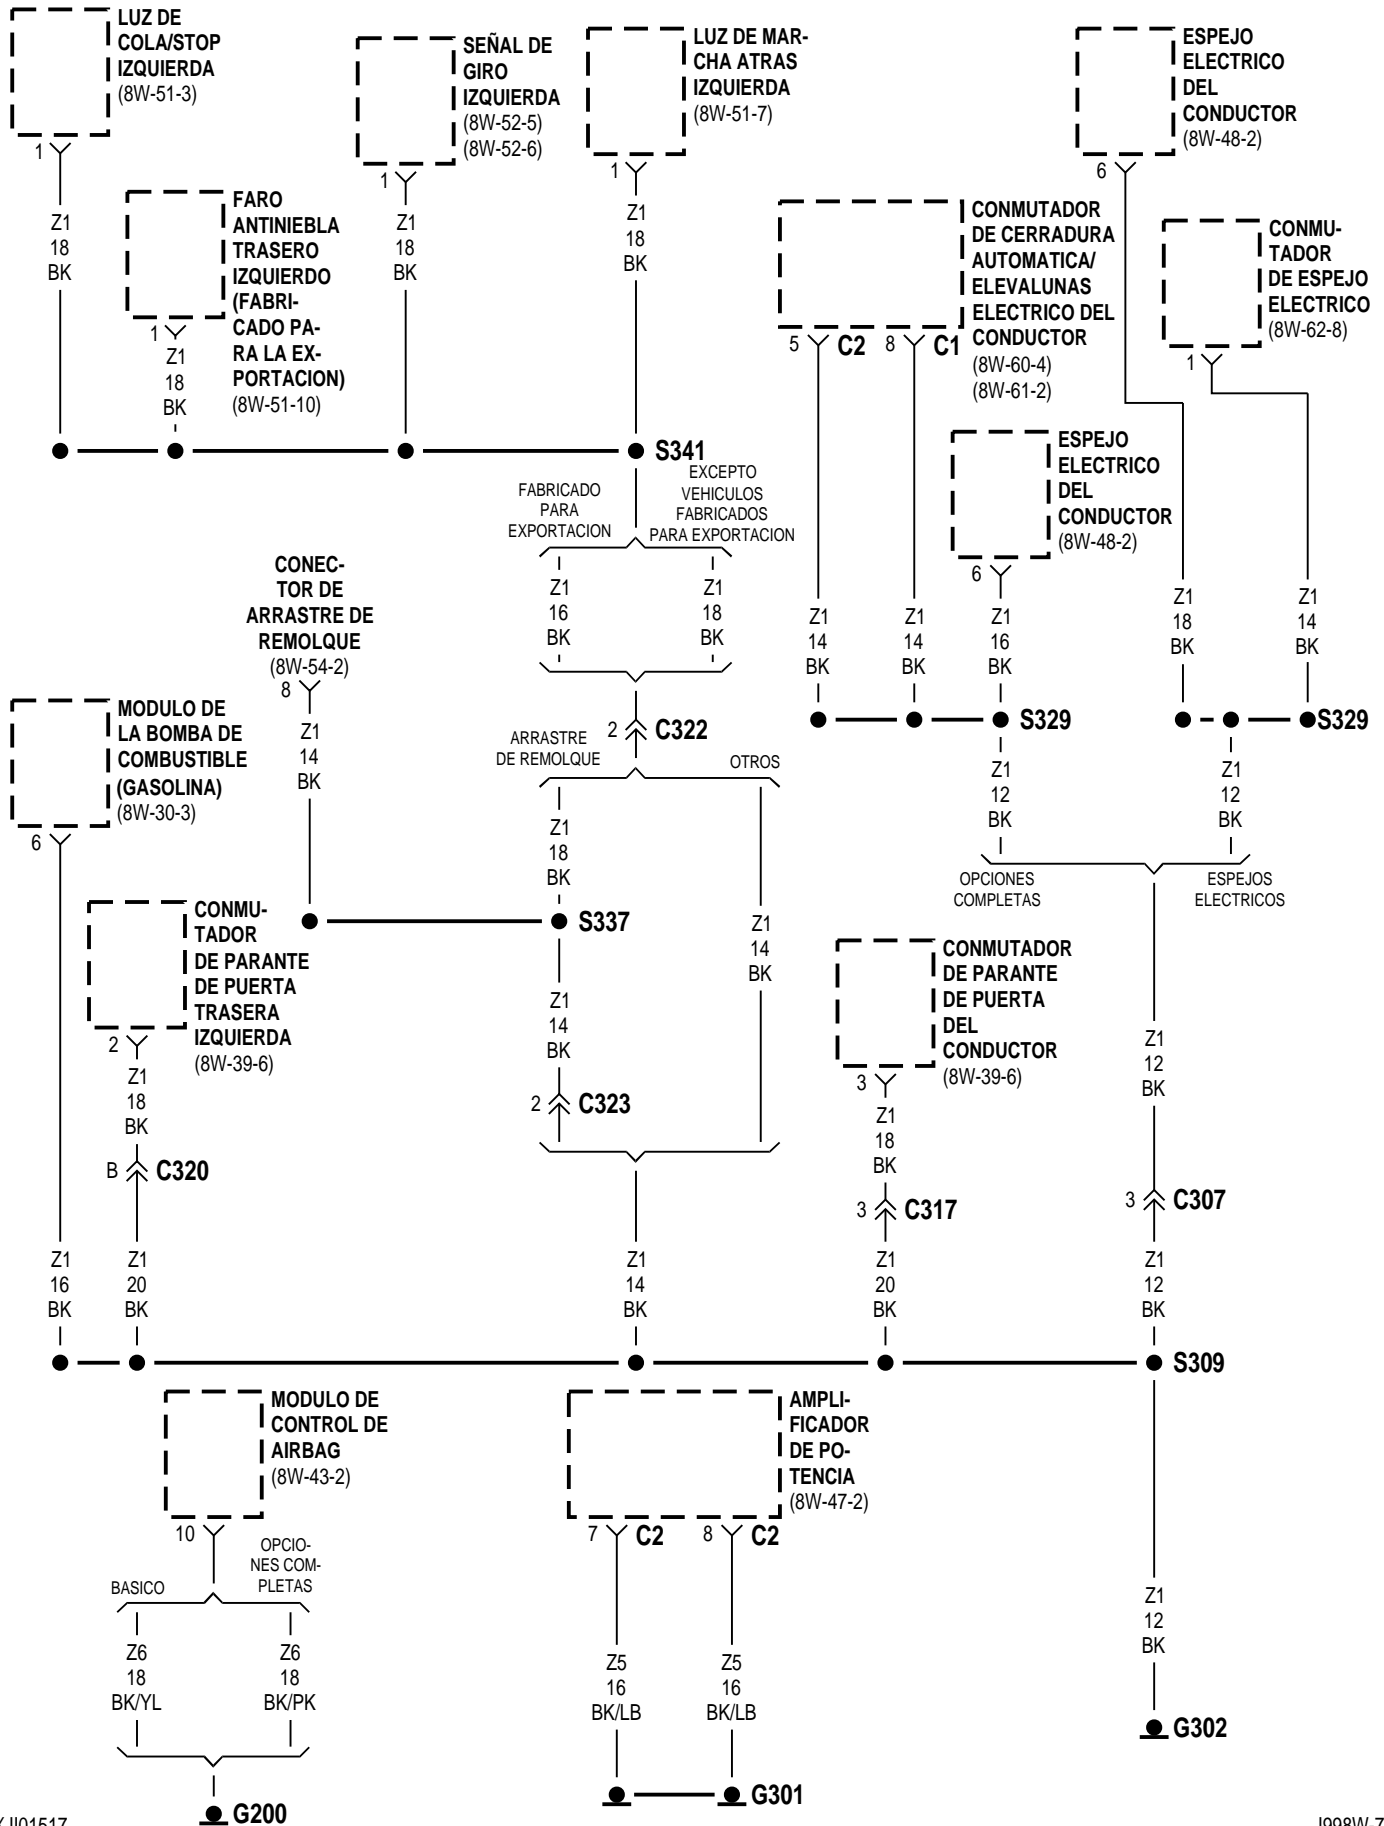 LUZ DE
COLA/STOP
IZQUIERDA
(8W-51-3)
1
Z1
18
BK
FARO
ANTINIEBLA
TRASERO
IZQUIERDO
(FABRI-
CADO PA-
RA LA EX-
PORTACION)
(8W-51-10)
1
Z1
18
BK
SEÑAL DE
GIRO
IZQUIERDA
(8W-52-5)
(8W-52-6)
1
Z1
18
BK
LUZ DE MAR-
CHA ATRAS
IZQUIERDA
(8W-51-7)
1
Z1
18
BK
S341
CONMUTADOR
DE CERRADURA
AUTOMATICA/
ELEVALUNAS
ELECTRICO DEL
CONDUCTOR
(8W-60-4)
(8W-61-2)
5
C2
8
C1
Z1
14
BK
Z1
14
BK
ESPEJO
ELECTRICO
DEL
CONDUCTOR
(8W-48-2)
6
Z1
18
BK
CONMU-
TADOR
DE ESPEJO
ELECTRICO
(8W-62-8)
1
Z1
14
BK
S329
ESPEJO
ELECTRICO
DEL
CONDUCTOR
(8W-48-2)
6
Z1
16
BK
S329
FABRICADO
PARA
EXPORTACION
EXCEPTO
VEHICULOS
FABRICADOS
PARA EXPORTACION
Z1
16
BK
Z1
18
BK
2
C322
CONEC-
TOR DE
ARRASTRE DE
REMOLQUE
(8W-54-2)
8
Z1
14
BK
ARRASTRE
DE REMOLQUE
OTROS
Z1
18
BK
S337
Z1
14
BK
Z1
14
BK
2
C323
Z1
12
BK
Z1
12
BK
OPCIONES
COMPLETAS
ESPEJOS
ELECTRICOS
MODULO DE
LA BOMBA DE
COMBUSTIBLE
(GASOLINA)
(8W-30-3)
6
Z1
16
BK
CONMU-
TADOR
DE PARANTE
DE PUERTA
TRASERA
IZQUIERDA
(8W-39-6)
2
Z1
18
BK
B
C320
Z1
20
BK
Z1
14
BK
CONMUTADOR
DE PARANTE
DE PUERTA
DEL
CONDUCTOR
(8W-39-6)
3
Z1
18
BK
3
C317
Z1
20
BK
Z1
12
BK
3
C307
Z1
12
BK
S309
MODULO DE
CONTROL DE
AIRBAG
(8W-43-2)
10
BASICO
OPCIO-
NES COM-
PLETAS
Z6
18
BK/YL
Z6
18
BK/PK
G200
AMPLI-
FICADOR
DE PO-
TENCIA
(8W-47-2)
7
C2
8
C2
Z5
16
BK/LB
Z5
16
BK/LB
G301
Z1
12
BK
G302